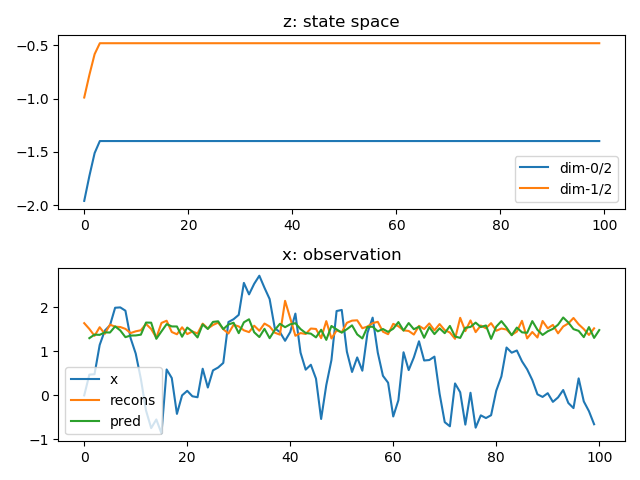 z: state space
−0.5
−1.0
−1.5
−2.0
dim-0/2
dim-1/2
0
20
40
60
80
100
x: observation
2
1
0
−1
x
recons
pred
0
20
40
60
80
100